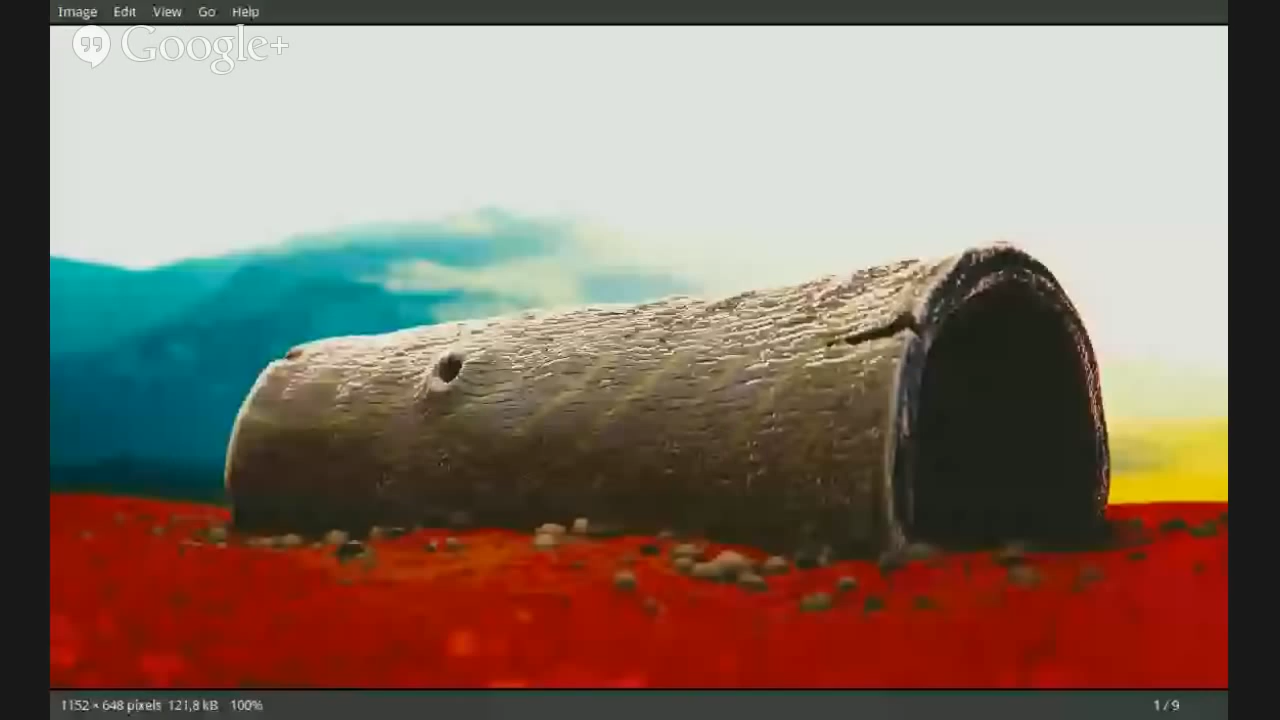 Image Edit View Go Help
Google+
1152 × 648 pixels 121,8 kB 100% 1 / 9